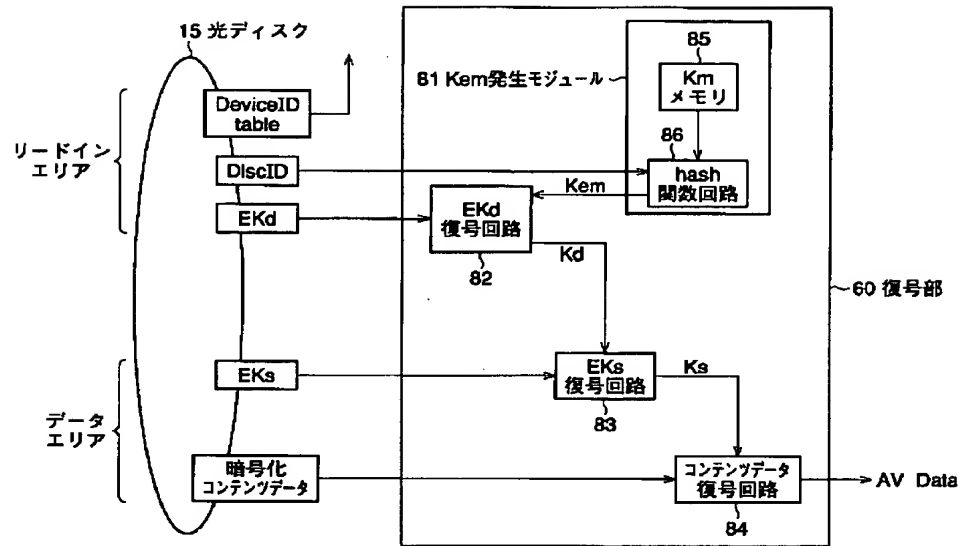 15 光ディスク
DeviceID
table
リードイン
エリア
DiscID
EKd
EKs
データ
エリア
暗号化
コンテンツデータ
81 Kem発生モジュール
85
Km
メモリ
86
hash
関数回路
Kem
EKd
復号回路
82
Kd
60 復号部
EKs
復号回路
83
Ks
コンテンツデータ
復号回路
84
AV Data